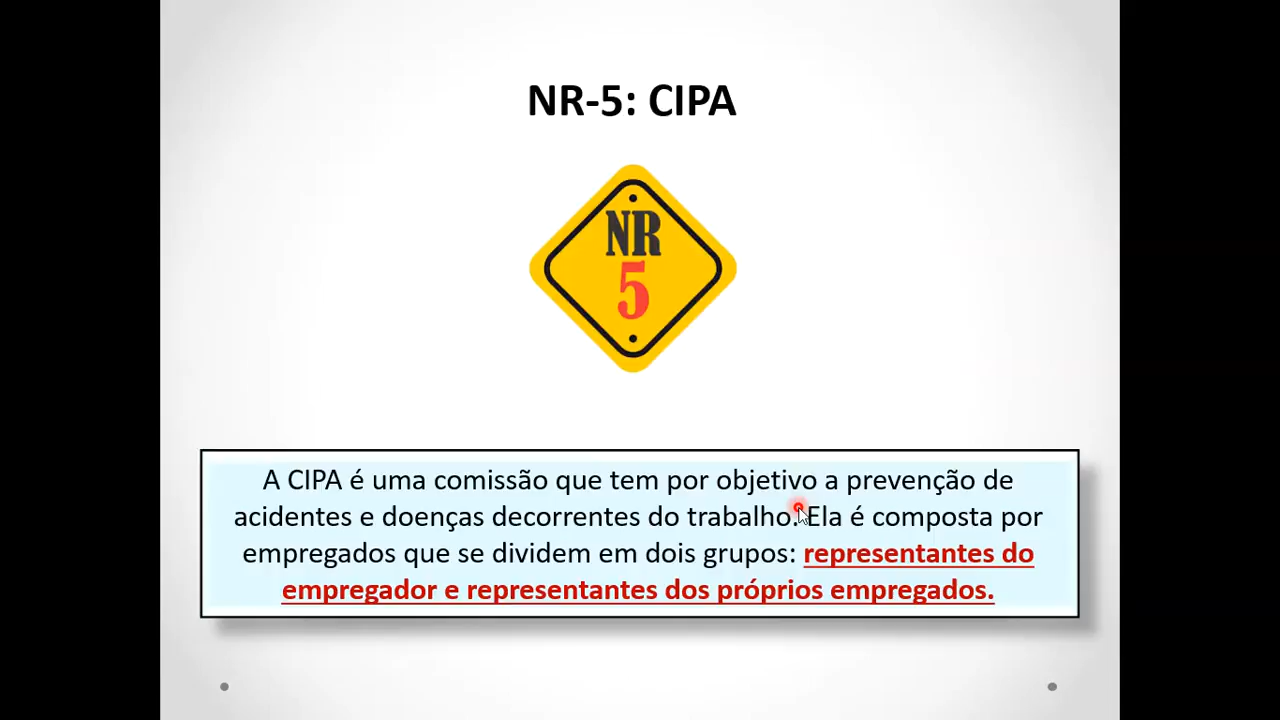 NR-5: CIPA
NR
5
A CIPA é uma comissão que tem por objetivo a prevenção de
acidentes e doenças decorrentes do trabalho. Ela é composta por
empregados que se dividem em dois grupos: representantes do
empregador e representantes dos próprios empregados.